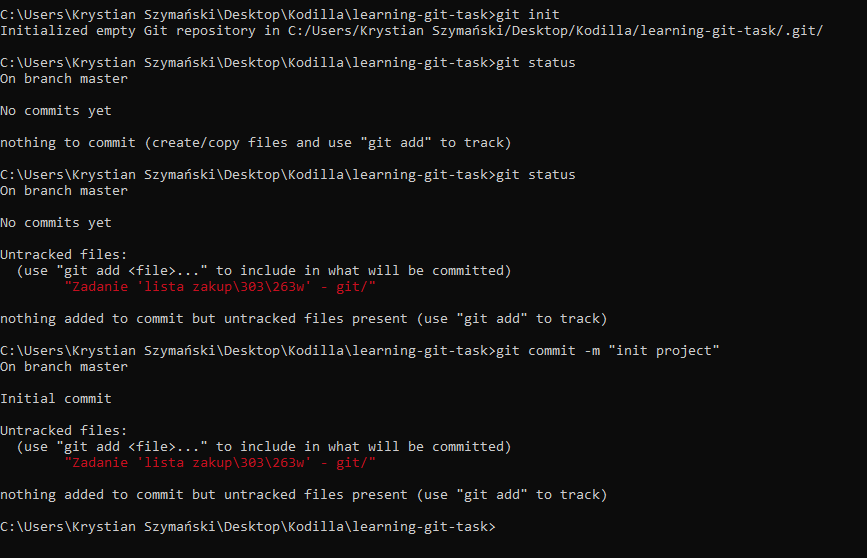 C:\Users\Krystian Szymański\Desktop\Kodilla\learning-git-task>git init
Initialized empty Git repository in C:/Users/Krystian Szymański/Desktop/Kodilla/learning-git-task/.git/
C:\Users\Krystian Szymański\Desktop\Kodilla\learning-git-task>git status
On branch master
No commits yet
nothing to commit (create/copy files and use "git add" to track)
C:\Users\Krystian Szymański\Desktop\Kodilla\learning-git-task>git status
On branch master
No commits yet
Untracked files:
  (use "git add <file>..." to include in what will be committed)
        "Zadanie 'lista zakup\303\263w' - git/"
nothing added to commit but untracked files present (use "git add" to track)
C:\Users\Krystian Szymański\Desktop\Kodilla\learning-git-task>git commit -m "init project"
On branch master
Initial commit
Untracked files:
  (use "git add <file>..." to include in what will be committed)
        "Zadanie 'lista zakup\303\263w' - git/"
nothing added to commit but untracked files present (use "git add" to track)
C:\Users\Krystian Szymański\Desktop\Kodilla\learning-git-task>